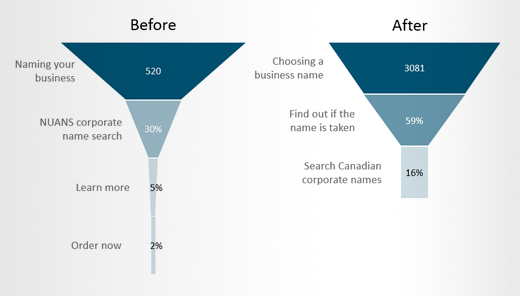 Before
Naming your
business
520
NUANS corporate
name search
30%
Learn more
5%
Order now
2%
After
Choosing a
business name
3081
Find out if the
name is taken
59%
Search Canadian
corporate names
16%